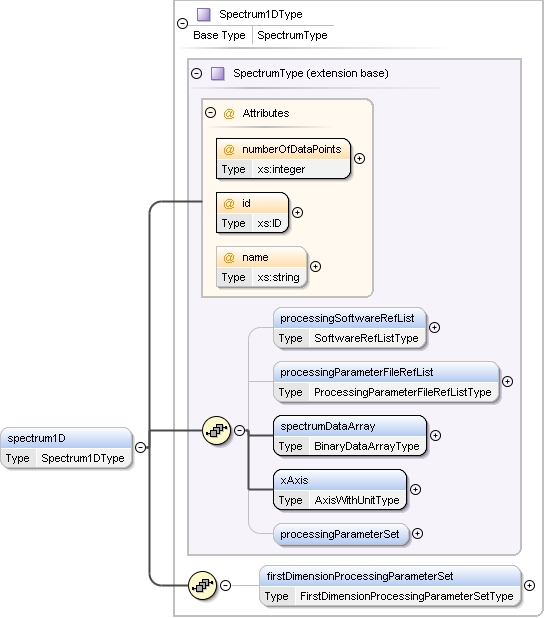 Spectrum1DType
Base Type SpectrumType
SpectrumType (extension base)
@ Attributes
@ numberOfDataPoints
Type xs:integer
@ id
Type xs:ID
@ name
Type xs:string
processingSoftwareRefList
Type SoftwareRefListType
processingParameterFileRefList
Type ProcessingParameterFileRefListType
spectrum1D
Type Spectrum1DType
spectrumDataArray
Type BinaryDataArrayType
xAxis
Type AxisWithUnitType
processingParameterSet
firstDimensionProcessingParameterSet
Type FirstDimensionProcessingParameterSetType